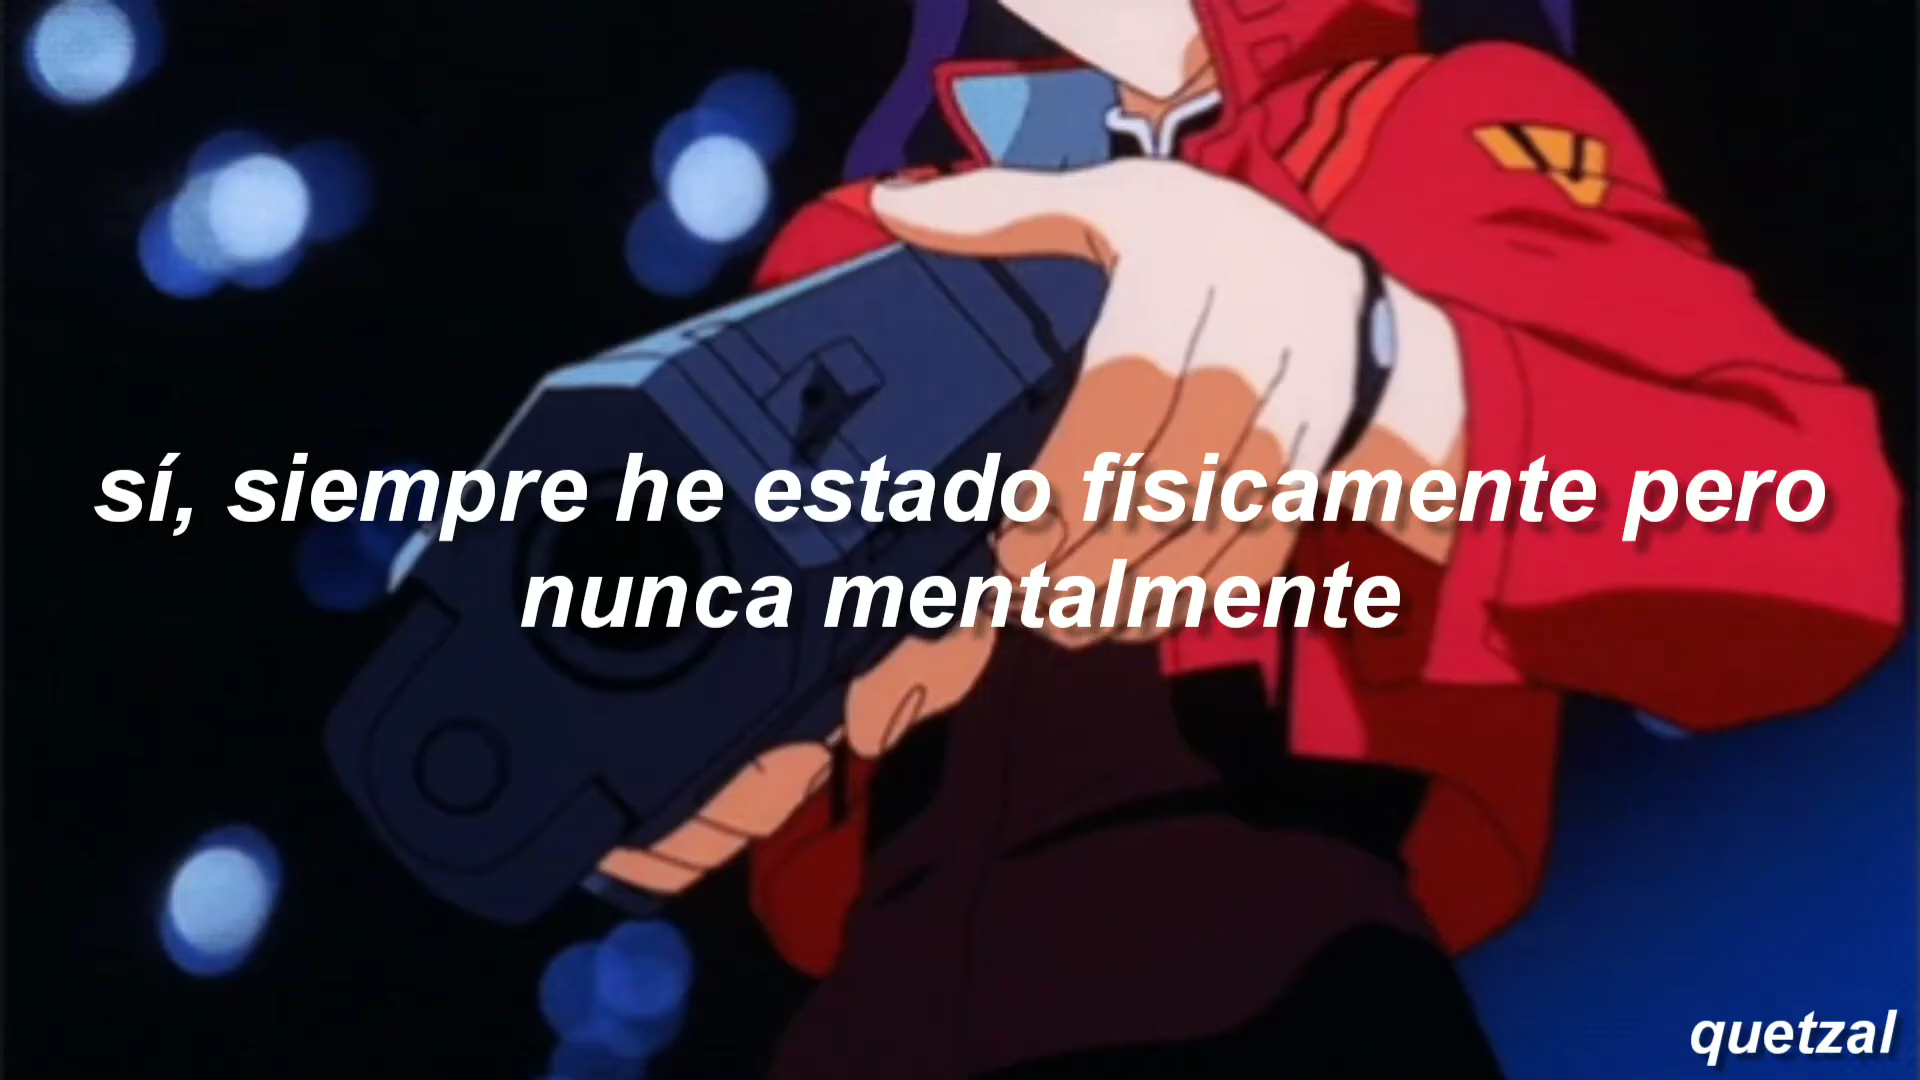 sí, siempre he estado físicamente pero
nunca mentalmente
quetzal